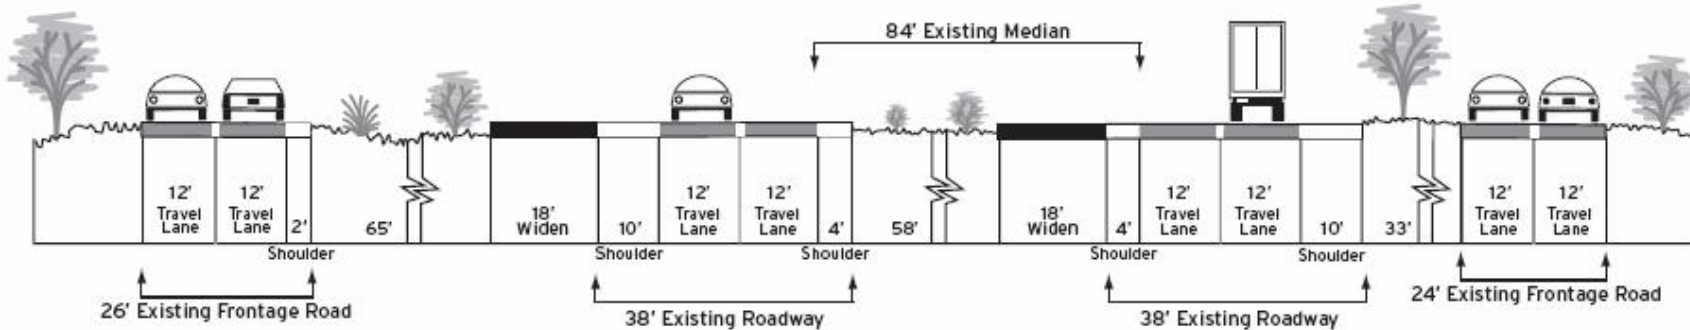 84' Existing Median
12'
Travel
Lane
12'
Travel
Lane
2'
65'
18'
Widen
10'
12'
Travel
Lane
12'
Travel
Lane
4'
58'
18'
Widen
4'
12'
Travel
Lane
12'
Travel
Lane
10'
33'
12'
Travel
Lane
12'
Travel
Lane
Shoulder
Shoulder
Shoulder
Shoulder
Shoulder
26' Existing Frontage Road
38' Existing Roadway
38' Existing Roadway
24' Existing Frontage Road